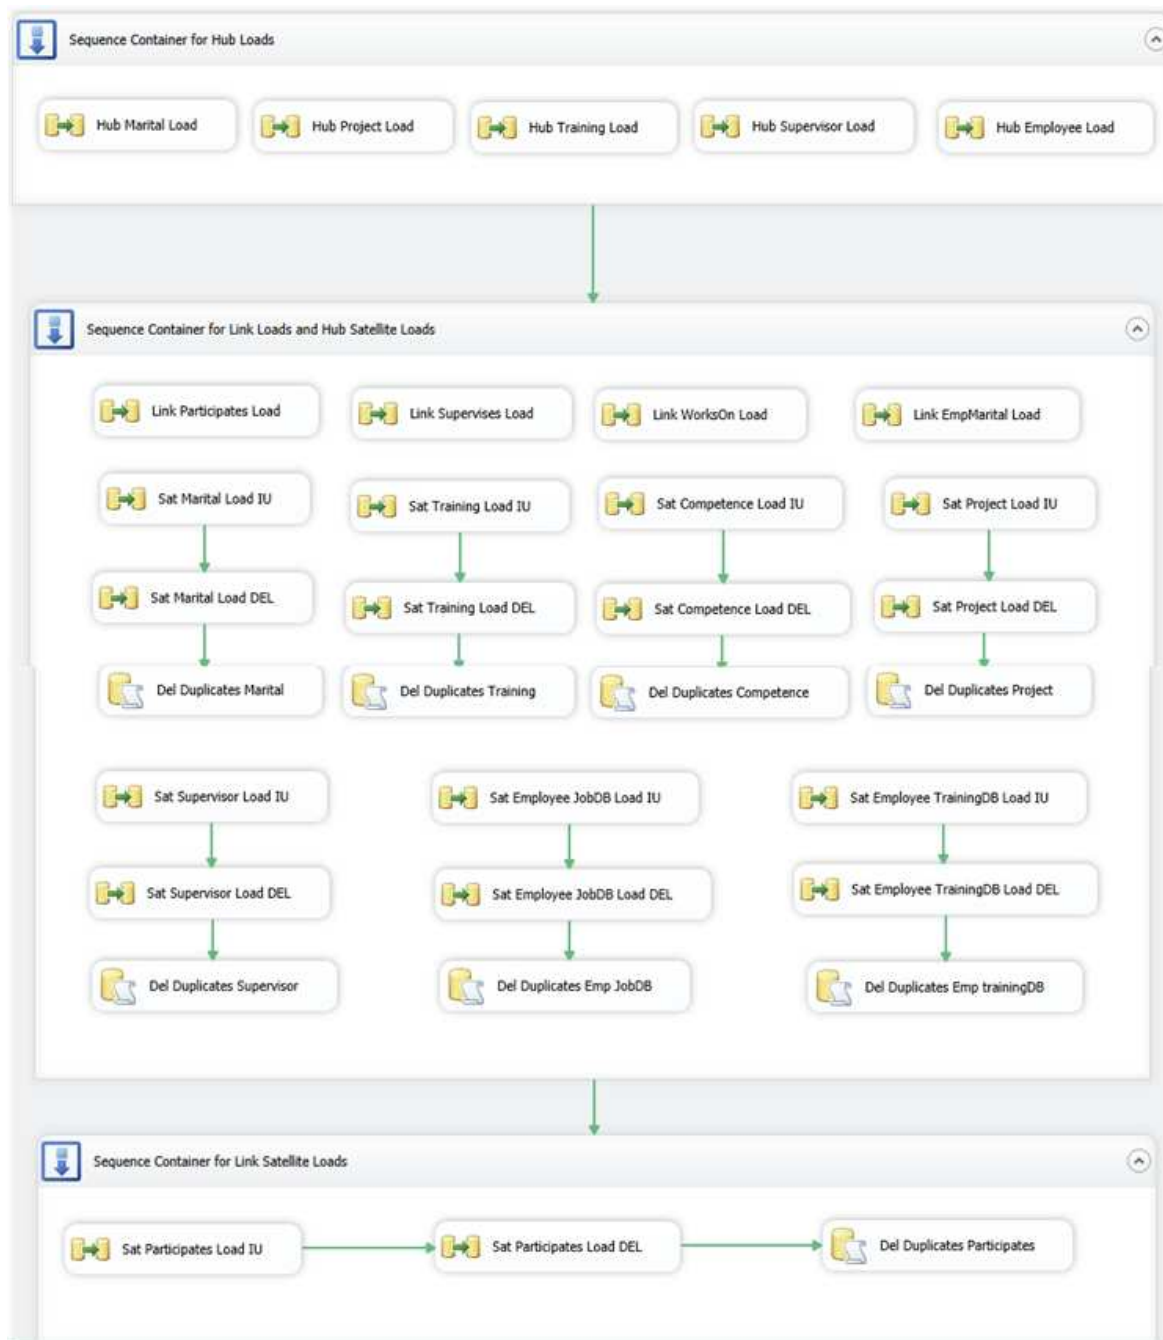 Sequence Container for Hub Loads
Hub Marital Load
Hub Project Load
Hub Training Load
Hub Supervisor Load
Hub Employee Load
Sequence Container for Link Loads and Hub Satellite Loads
Link Participates Load
Link Supervises Load
Link WorksOn Load
Link EmpMarital Load
Sat Marital Load IU
Sat Training Load IU
Sat Competence Load IU
Sat Project Load IU
Sat Marital Load DEL
Sat Training Load DEL
Sat Competence Load DEL
Sat Project Load DEL
Del Duplicates Marital
Del Duplicates Training
Del Duplicates Competence
Del Duplicates Project
Sat Supervisor Load IU
Sat Employee JobDB Load IU
Sat Employee TrainingDB Load IU
Sat Supervisor Load DEL
Sat Employee JobDB Load DEL
Sat Employee TrainingDB Load DEL
Del Duplicates Supervisor
Del Duplicates Emp JobDB
Del Duplicates Emp trainingDB
Sequence Container for Link Satellite Loads
Sat Participates Load IU
Sat Participates Load DEL
Del Duplicates Participates